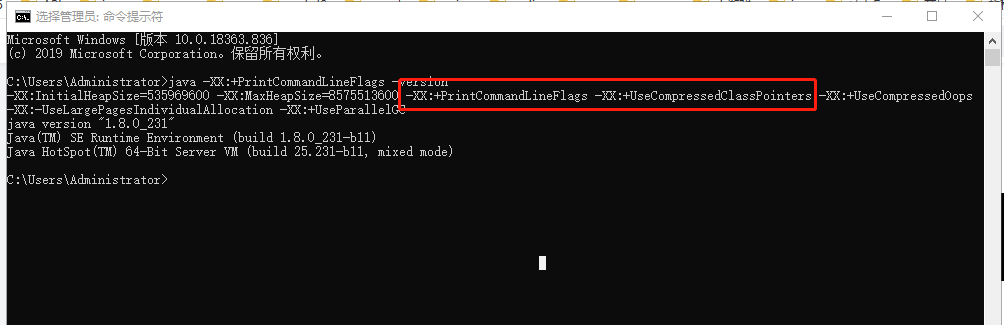 选择管理员: 命令提示符
Microsoft Windows [版本 10.0.18363.836]
(c) 2019 Microsoft Corporation。保留所有权利。
C:\Users\Administrator>java -XX:+PrintCommandLineFlags -version
-XX:InitialHeapSize=535969600 -XX:MaxHeapSize=8575513600 -XX:+PrintCommandLineFlags -XX:+UseCompressedClassPointers -XX:+UseCompressedOops
-XX:-UseLargePagesIndividualAllocation -XX:+UseParallelGC
java version "1.8.0_231"
Java(TM) SE Runtime Environment (build 1.8.0_231-b11)
Java HotSpot(TM) 64-Bit Server VM (build 25.231-b11, mixed mode)
C:\Users\Administrator>